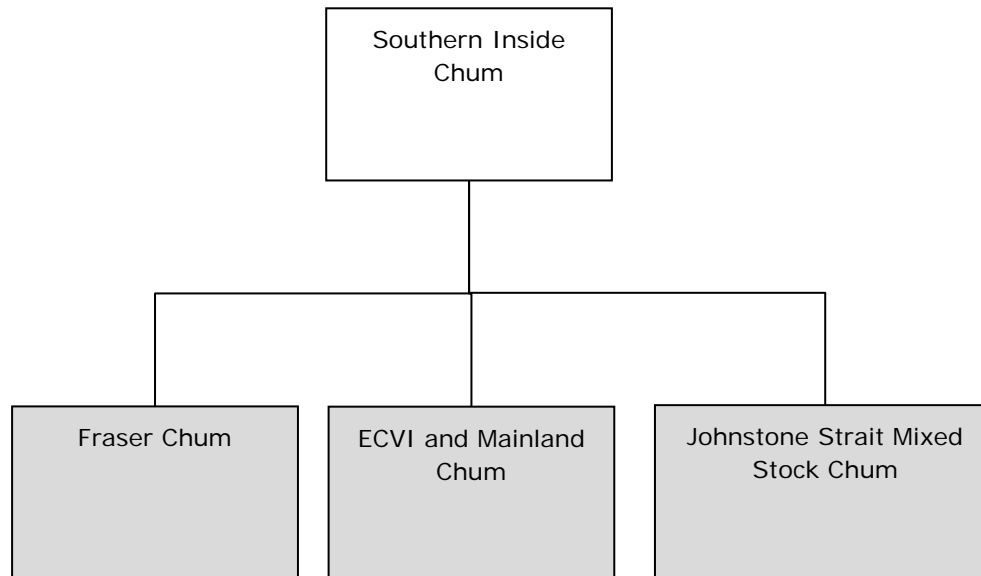 Southern Inside
Chum
Fraser Chum
ECVI and Mainland
Chum
Johnstone Strait Mixed
Stock Chum